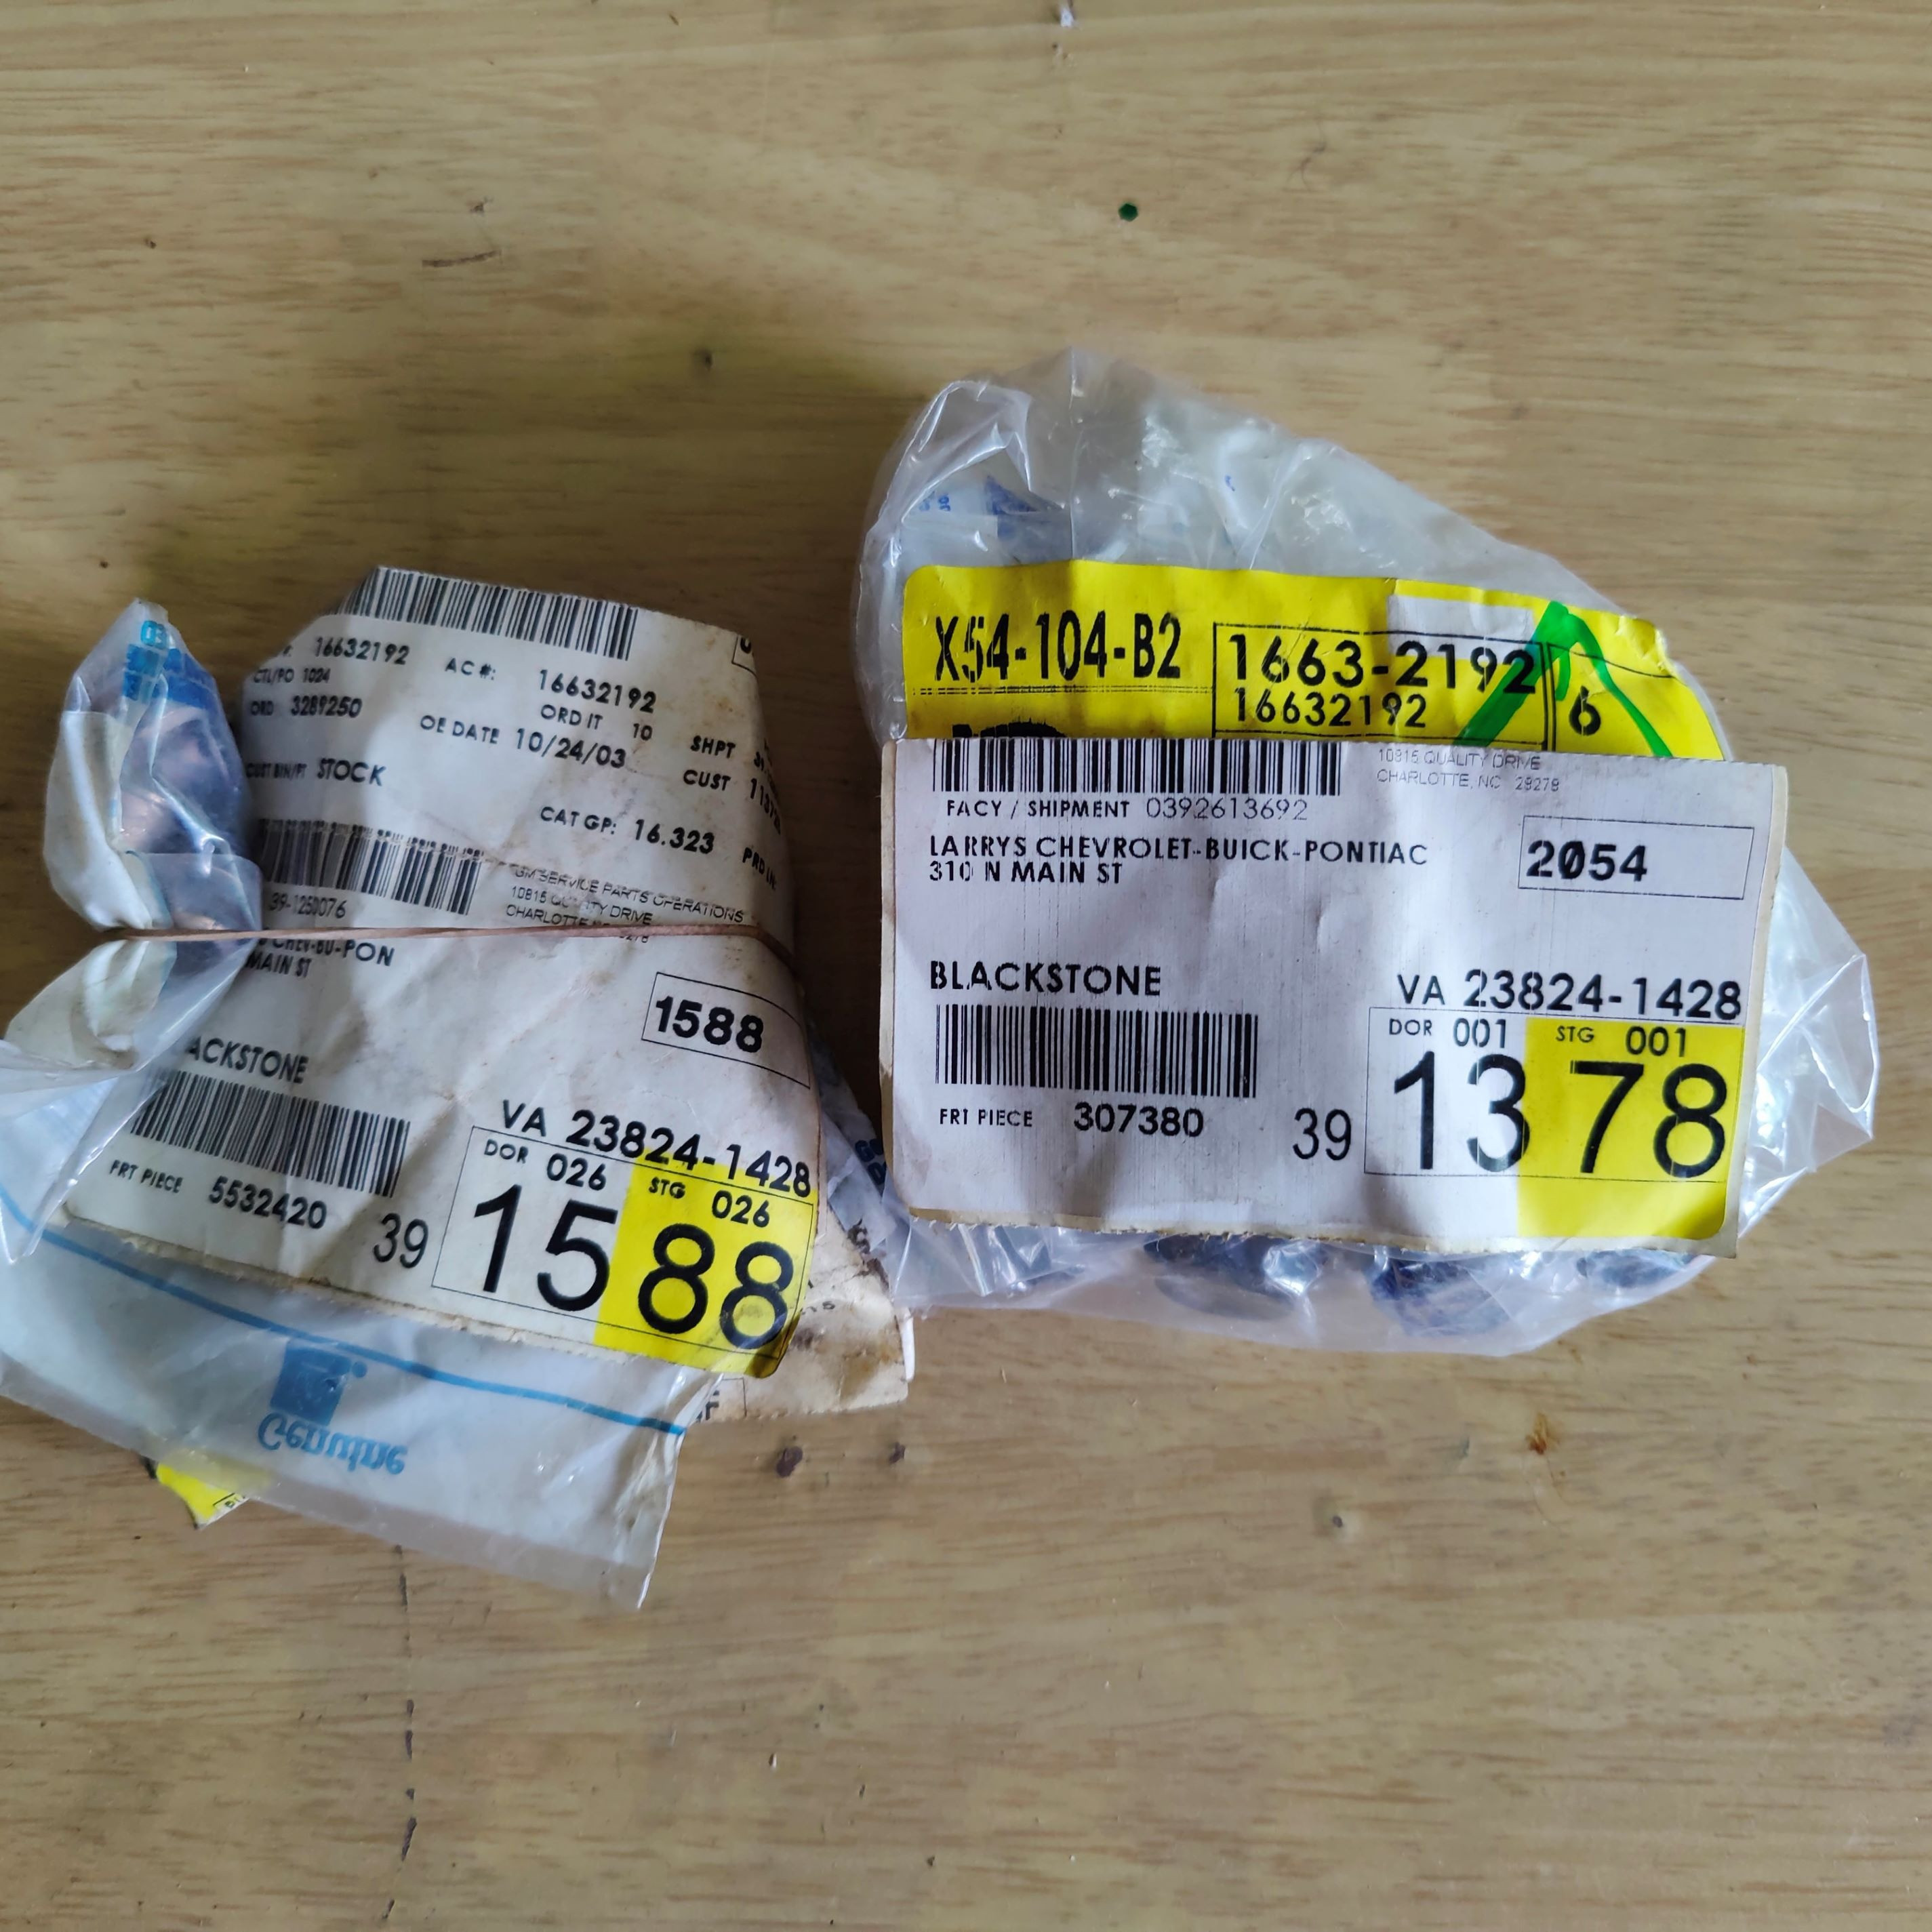 16632192
AC #: 16632192
CTL/PO 1024
ORD 3289250
ORD IT 10
OE DATE 10/24/03
SHPT
CUST
STOCK
CAT GP: 16.323
39-1250076
GM SERVICE PARTS OPERATIONS
10815 QUALITY DRIVE
CHARLOTTE
CHEV-BU-PON
MAIN ST
1588
ACKSTONE
VA 23824-1428
DOR 026 STG 026
FRT PIECE 5532420
39 1588
Genuine
X54-104-B2
1663-2192
16632192
6
10815 QUALITY DRIVE
CHARLOTTE, NC 28278
FACY / SHIPMENT 0392613692
LARRYS CHEVROLET-BUICK-PONTIAC
310 N MAIN ST
2054
BLACKSTONE
VA 23824-1428
DOR 001 STG 001
FRT PIECE 307380
39 1378